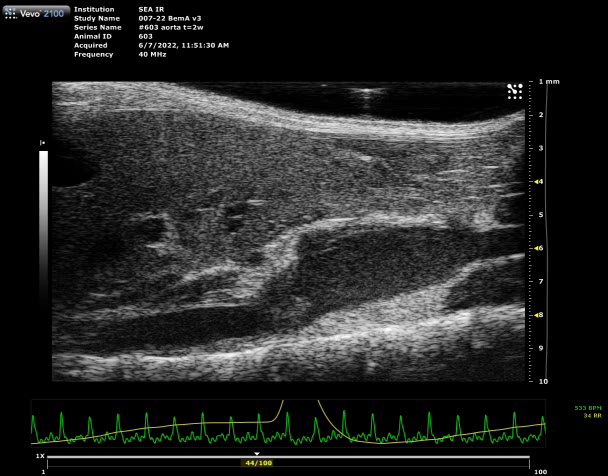 Vevo 2100
Institution SEA IR
Study Name 007-22 BemA v3
Series Name #603 aorta t=2w
Animal ID 603
Acquired 6/7/2022, 11:51:30 AM
Frequency 40 MHz
1 mm
2
3
4
5
6
7
8
9
10
533 BPM
34 RR
1X
44/100
1
100